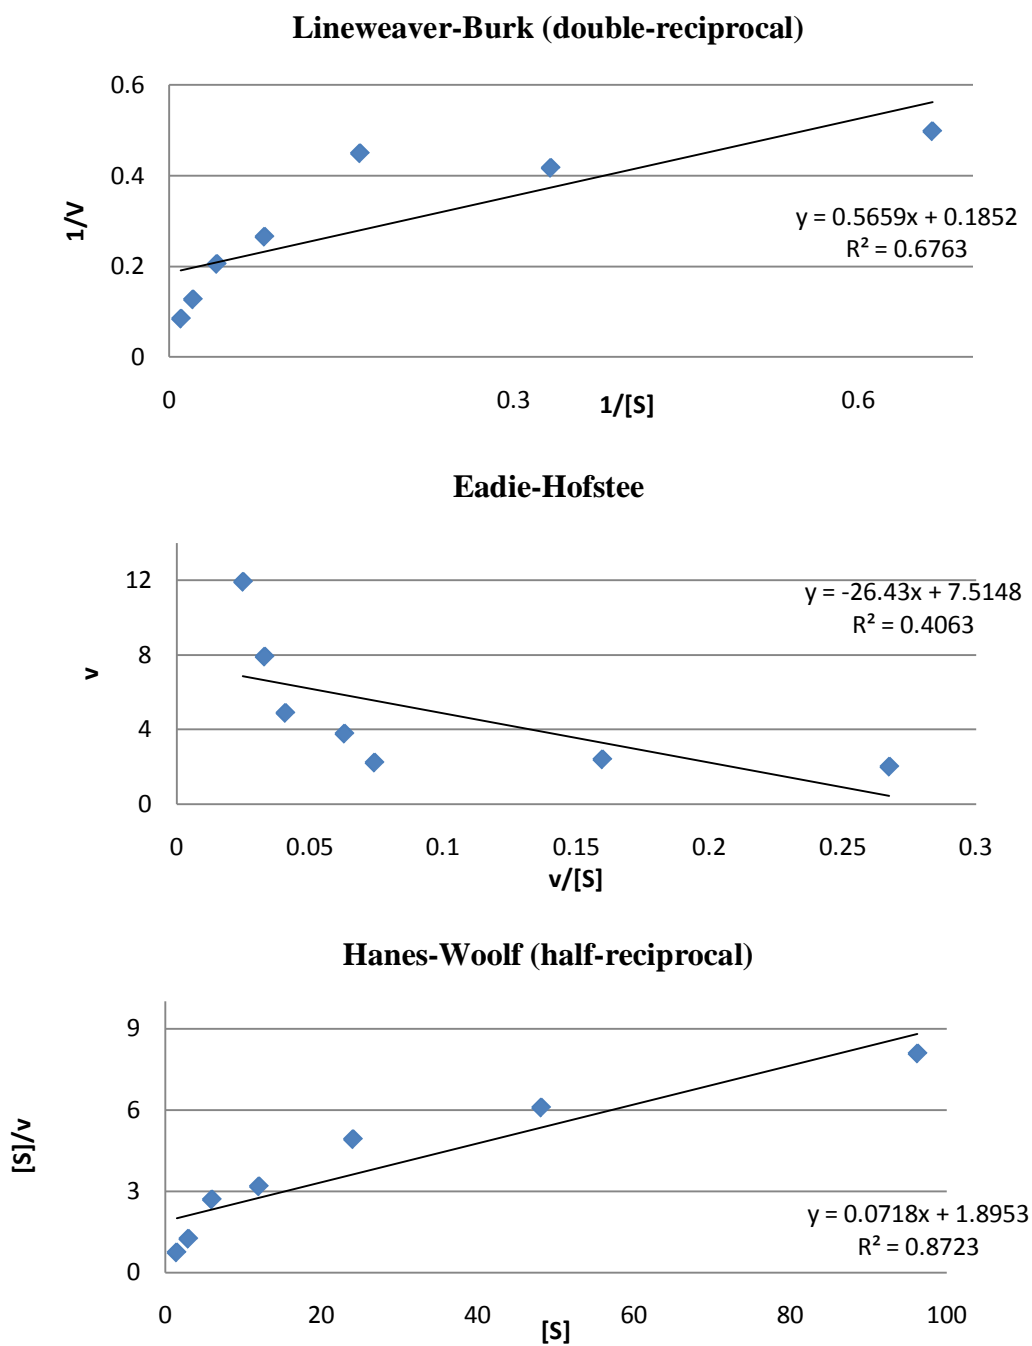 Lineweaver-Burk (double-reciprocal)
0.6
0.4
0.2
0
1/V
y = 0.5659x + 0.1852
R² = 0.6763
0
0.3
0.6
1/[S]
Eadie-Hofstee
12
8
4
0
v
y = -26.43x + 7.5148
R² = 0.4063
0
0.05
0.1
0.15
0.2
0.25
0.3
v/[S]
Hanes-Woolf (half-reciprocal)
9
6
3
0
[S]/v
y = 0.0718x + 1.8953
R² = 0.8723
0
20
40
60
80
100
[S]